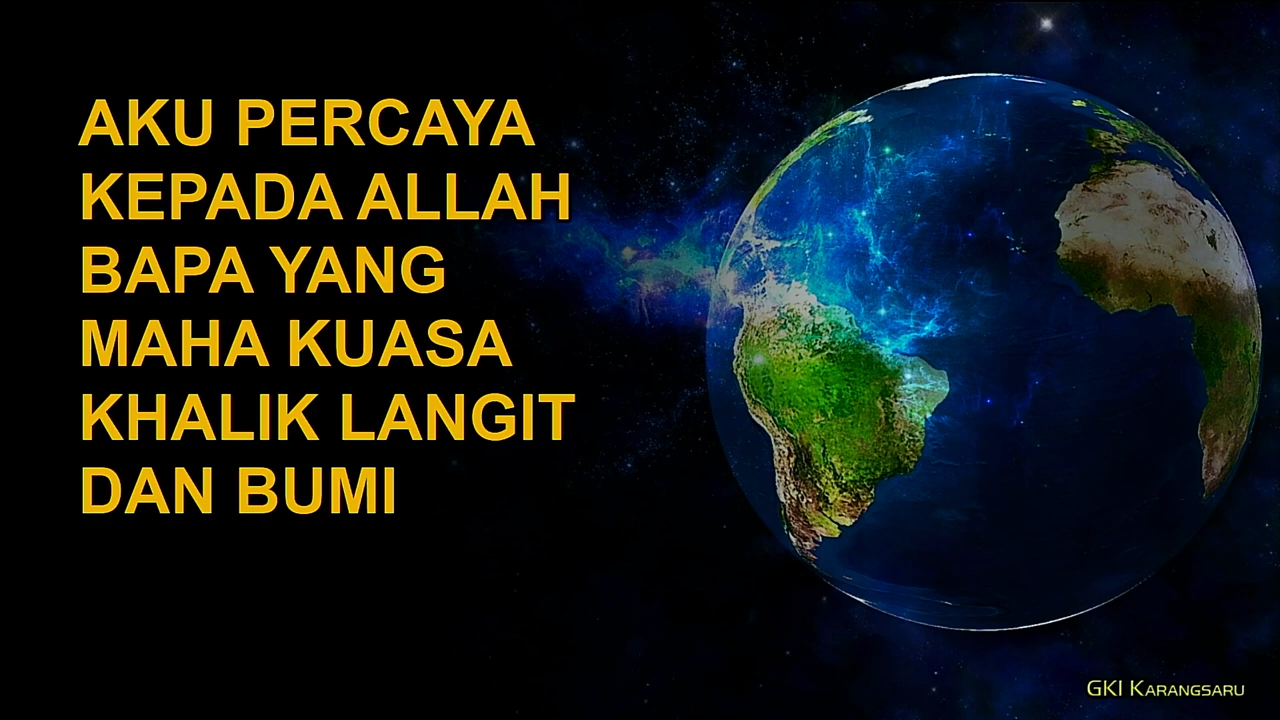 AKU PERCAYA
KEPADA ALLAH
BAPA YANG
MAHA KUASA
KHALIK LANGIT
DAN BUMI
GKI KARANGSARU